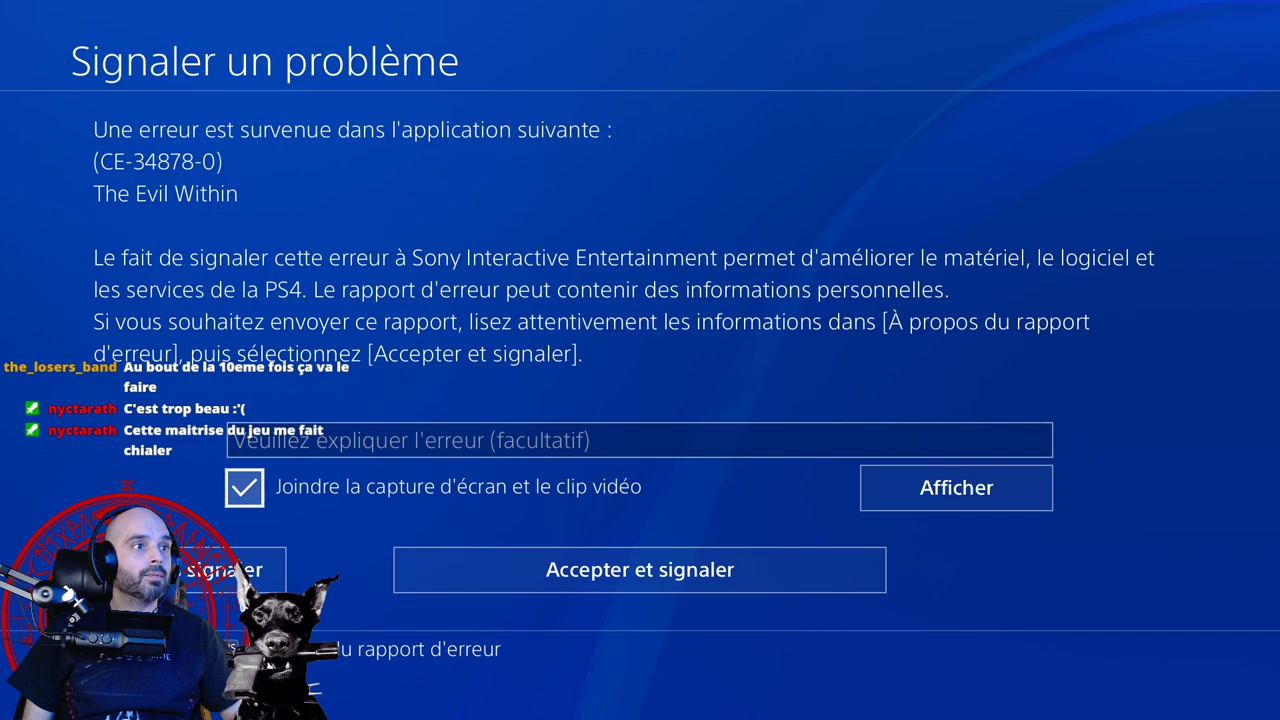 Signaler un problème
Une erreur est survenue dans l'application suivante :
(CE-34878-0)
The Evil Within
Le fait de signaler cette erreur à Sony Interactive Entertainment permet d'améliorer le matériel, le logiciel et
les services de la PS4. Le rapport d'erreur peut contenir des informations personnelles.
Si vous souhaitez envoyer ce rapport, lisez attentivement les informations dans [À propos du rapport
d'erreur], puis sélectionnez [Accepter et signaler].
the_losers_band Au bout de la 10eme fois ça va le
faire
nyctarath C'est trop beau :'(
nyctarath Cette maitrise du jeu me fait
chialer
Veuillez expliquer l'erreur (facultatif)
Joindre la capture d'écran et le clip vidéo
Afficher
signaler
Accepter et signaler
du rapport d'erreur